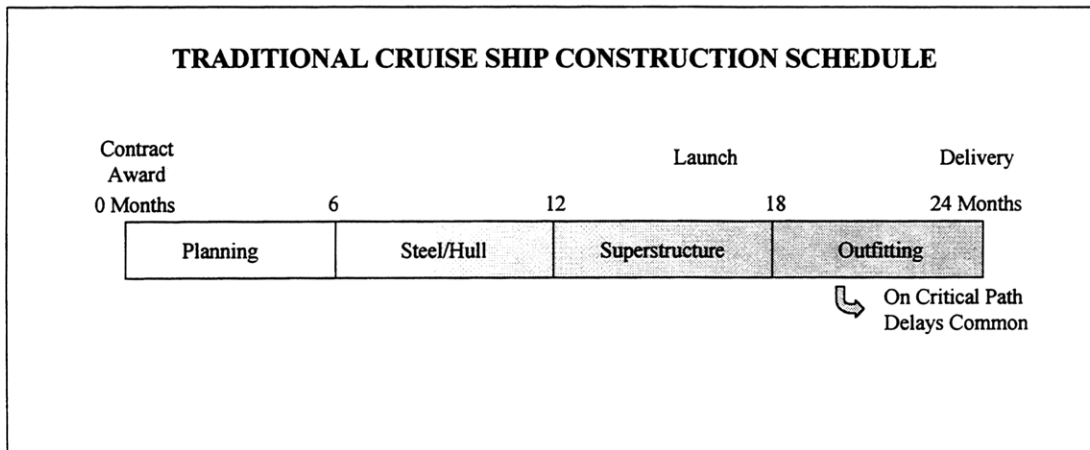 TRADITIONAL CRUISE SHIP CONSTRUCTION SCHEDULE
Contract
Award
Launch
Delivery
0 Months
6
12
18
24 Months
Planning
Steel/Hull
Superstructure
Outfitting
On Critical Path
Delays Common